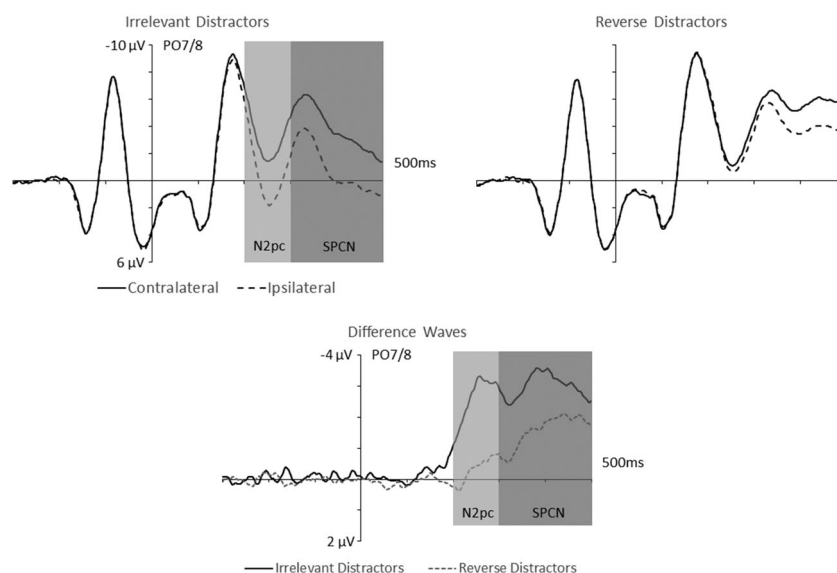 Irrelevant Distractors
Reverse Distractors
-10 µV PO7/8
500ms
N2pc SPCN
6 µV
Contralateral Ipsilateral
Difference Waves
-4 µV PO7/8
500ms
N2pc SPCN
2 µV
Irrelevant Distractors Reverse Distractors